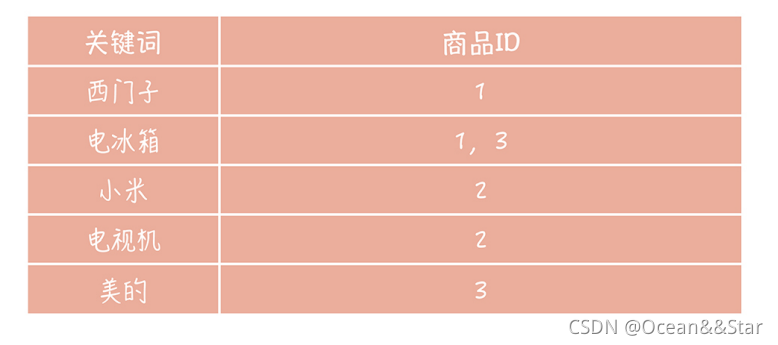 关键词 商品ID
西门子 1
电冰箱 1, 3
小米 2
电视机 2
美的 3
CSDN @Ocean&&Star